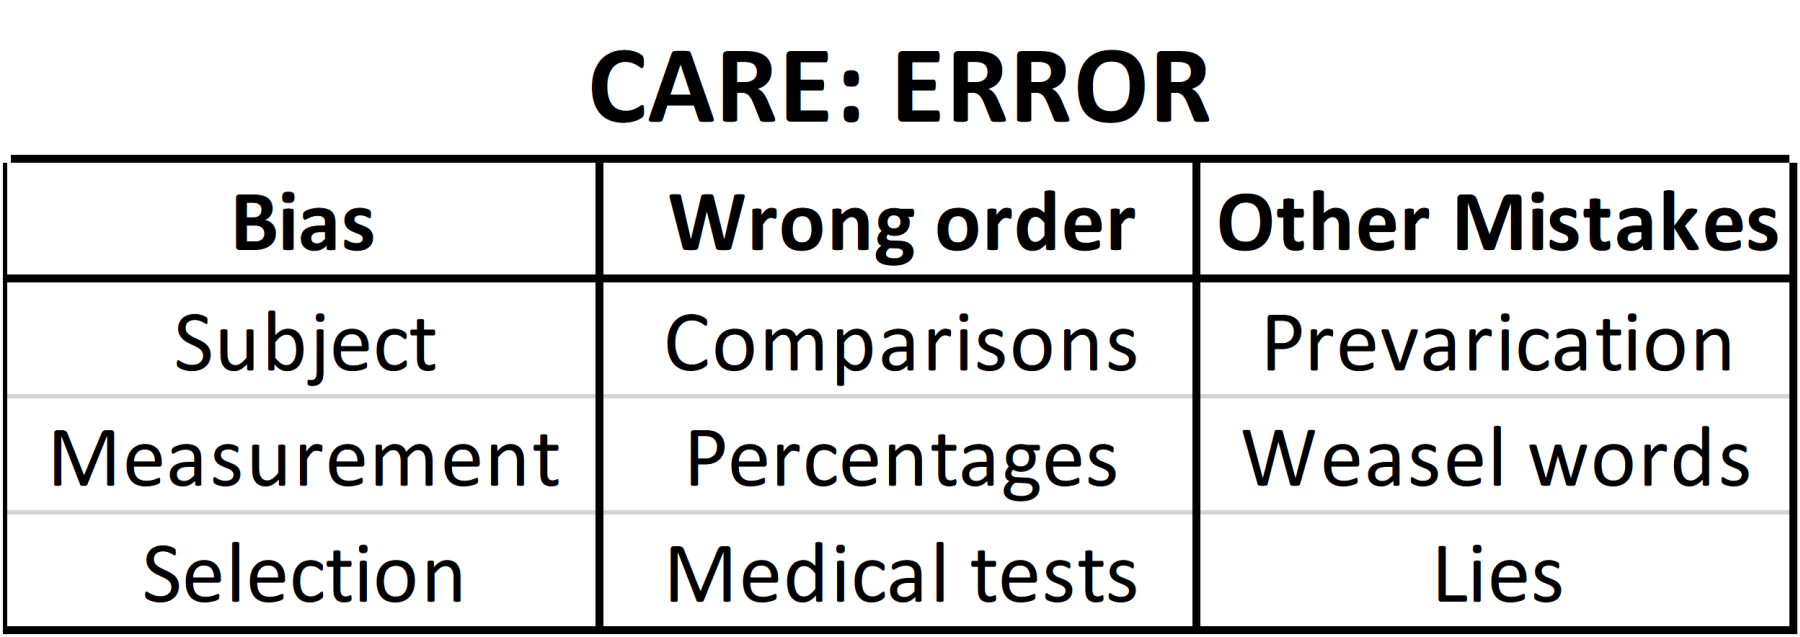 CARE: ERROR
Bias Wrong order Other Mistakes
Subject Comparisons Prevarication
Measurement Percentages Weasel words
Selection Medical tests Lies